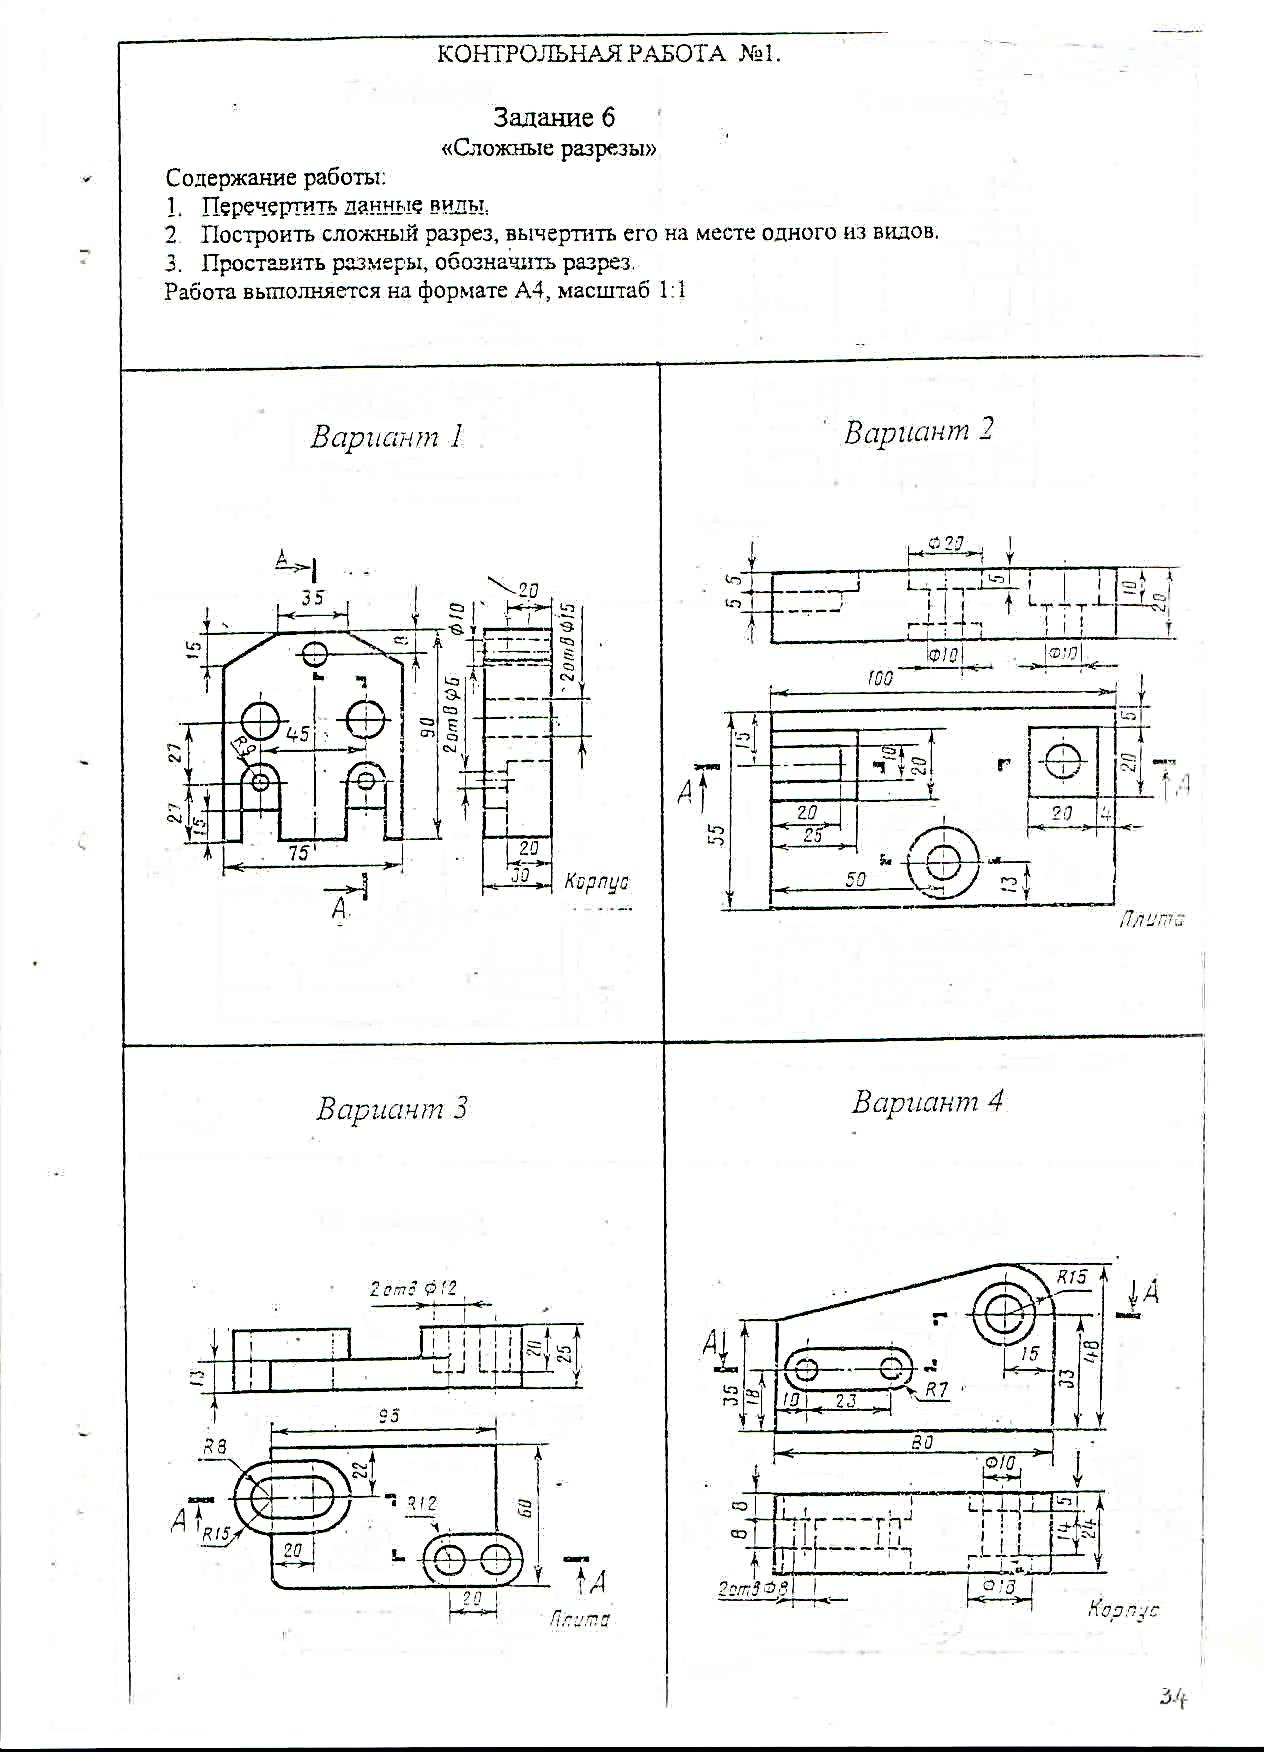 КОНТРОЛЬНАЯ РАБОТА №1.
Задание 6
«Сложные разрезы»
Содержание работы:
1. Перечертить данные виды.
2. Построить сложный разрез, вычертить его на месте одного из видов.
3. Проставить размеры, обозначить разрез.
Работа выполняется на формате А4, масштаб 1:1
Вариант 1
А
35
15
8
90
Ф10
20
2отв Ф15
2отв Ф6
45
R9
27
27
15
75
А
20
30
Корпус
Вариант 2
Ф20
5
5
5
10
20
Ф10
Ф10
100
15
5
10
20
20
А
А
20
25
20
4
55
50
13
Плита
Вариант 3
2отв Ф12
13
20
25
95
R8
22
R12
60
А
R15
20
А
20
Плита
Вариант 4
R15
А
А
15
48
33
35
18
10
23
R7
80
Ф10
8
8
5
14
24
2отв Ф8
Ф18
Корпус
34